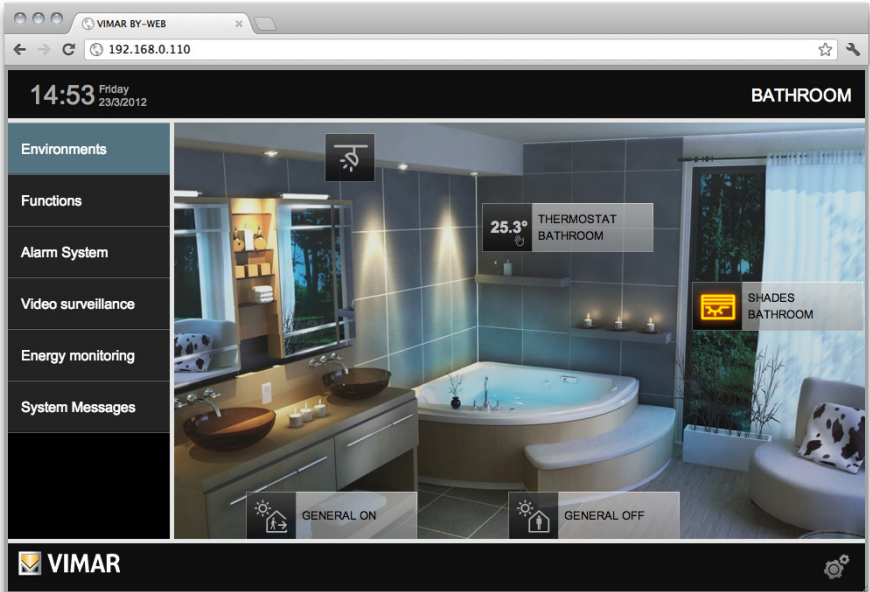 VIMAR BY-WEB
192.168.0.110
14:53 Friday
23/3/2012
BATHROOM
Environments
Functions
Alarm System
Video surveillance
Energy monitoring
System Messages
25.3°
THERMOSTAT
BATHROOM
SHADES
BATHROOM
GENERAL ON
GENERAL OFF
VIMAR